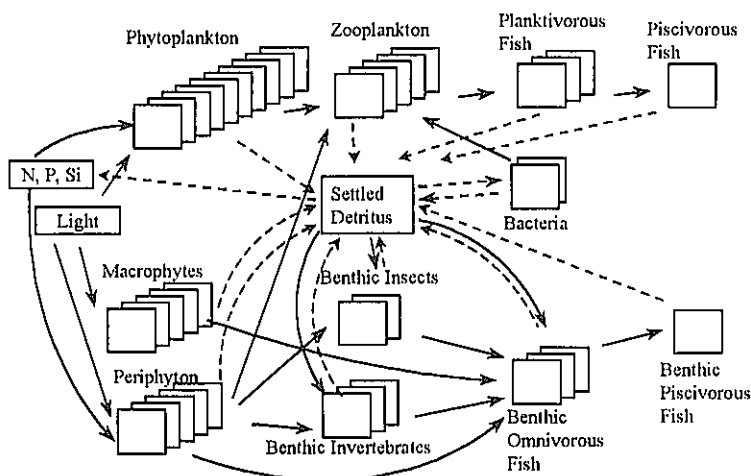 Phytoplankton
Zooplankton
Planktivorous
Fish
Piscivorous
Fish
N, P, Si
Light
Settled
Detritus
Bacteria
Macrophytes
Benthic Insects
Periphyton
Benthic Invertebrates
Benthic
Omnivorous
Fish
Benthic
Piscivorous
Fish